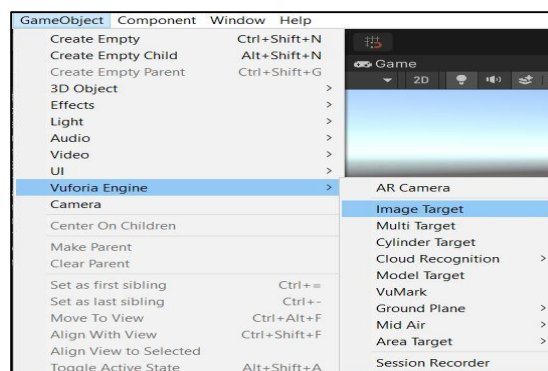 GameObject Component Window Help
Create Empty Ctrl+Shift+N
Create Empty Child Alt+Shift+N
Create Empty Parent Ctrl+Shift+G
3D Object >
Effects >
Light >
Audio >
Video >
UI >
Vuforia Engine >
Camera
Center On Children
Make Parent
Clear Parent
Set as first sibling Ctrl+=
Set as last sibling Ctrl+-
Move To View Ctrl+Alt+F
Align With View Ctrl+Shift+F
Align View to Selected
Toggle Active State Alt+Shift+A
Game
2D
AR Camera
Image Target
Multi Target
Cylinder Target
Cloud Recognition >
Model Target
VuMark
Ground Plane >
Mid Air >
Area Target >
Session Recorder